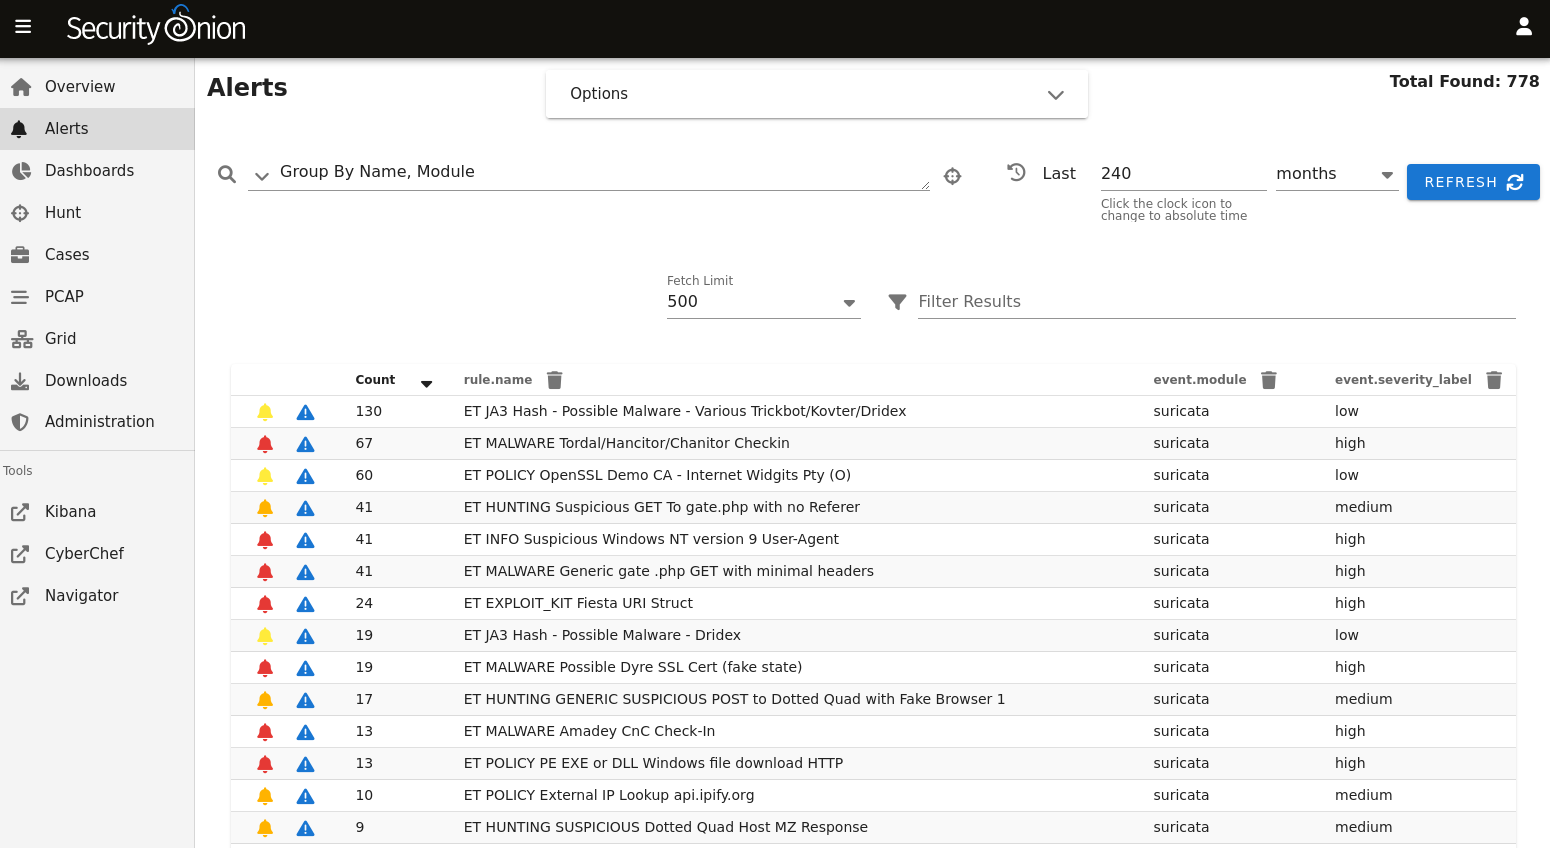 Security Onion
Overview
Alerts
Dashboards
Hunt
Cases
PCAP
Grid
Downloads
Administration
Tools
Kibana
CyberChef
Navigator
Alerts
Options
Total Found: 778
Group By Name, Module
Last 240 months
REFRESH
Click the clock icon to
change to absolute time
Fetch Limit
500
Filter Results
Count rule.name event.module event.severity_label
130 ET JA3 Hash - Possible Malware - Various Trickbot/Kovter/Dridex suricata low
67 ET MALWARE Tordal/Hancitor/Chanitor Checkin suricata high
60 ET POLICY OpenSSL Demo CA - Internet Widgits Pty (O) suricata low
41 ET HUNTING Suspicious GET To gate.php with no Referer suricata medium
41 ET INFO Suspicious Windows NT version 9 User-Agent suricata high
41 ET MALWARE Generic gate .php GET with minimal headers suricata high
24 ET EXPLOIT_KIT Fiesta URI Struct suricata high
19 ET JA3 Hash - Possible Malware - Dridex suricata low
19 ET MALWARE Possible Dyre SSL Cert (fake state) suricata high
17 ET HUNTING GENERIC SUSPICIOUS POST to Dotted Quad with Fake Browser 1 suricata medium
13 ET MALWARE Amadey CnC Check-In suricata high
13 ET POLICY PE EXE or DLL Windows file download HTTP suricata high
10 ET POLICY External IP Lookup api.ipify.org suricata medium
9 ET HUNTING SUSPICIOUS Dotted Quad Host MZ Response suricata medium